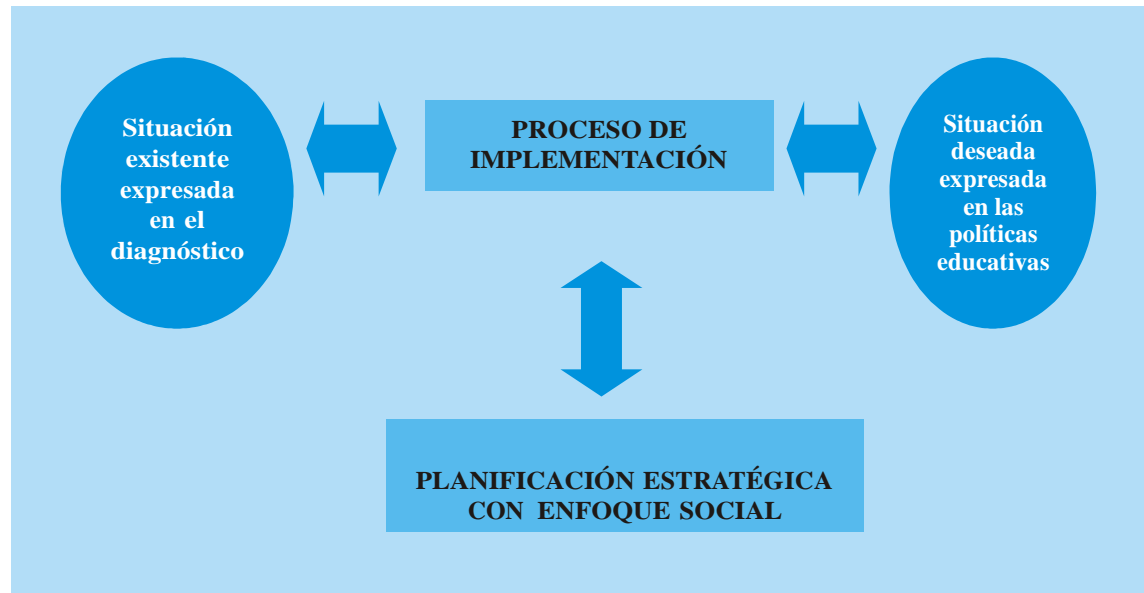 Situación
existente
expresada
en el
diagnóstico
PROCESO DE
IMPLEMENTACIÓN
Situación
deseada
expresada
en las
políticas
educativas
PLANIFICACIÓN ESTRATÉGICA
CON ENFOQUE SOCIAL